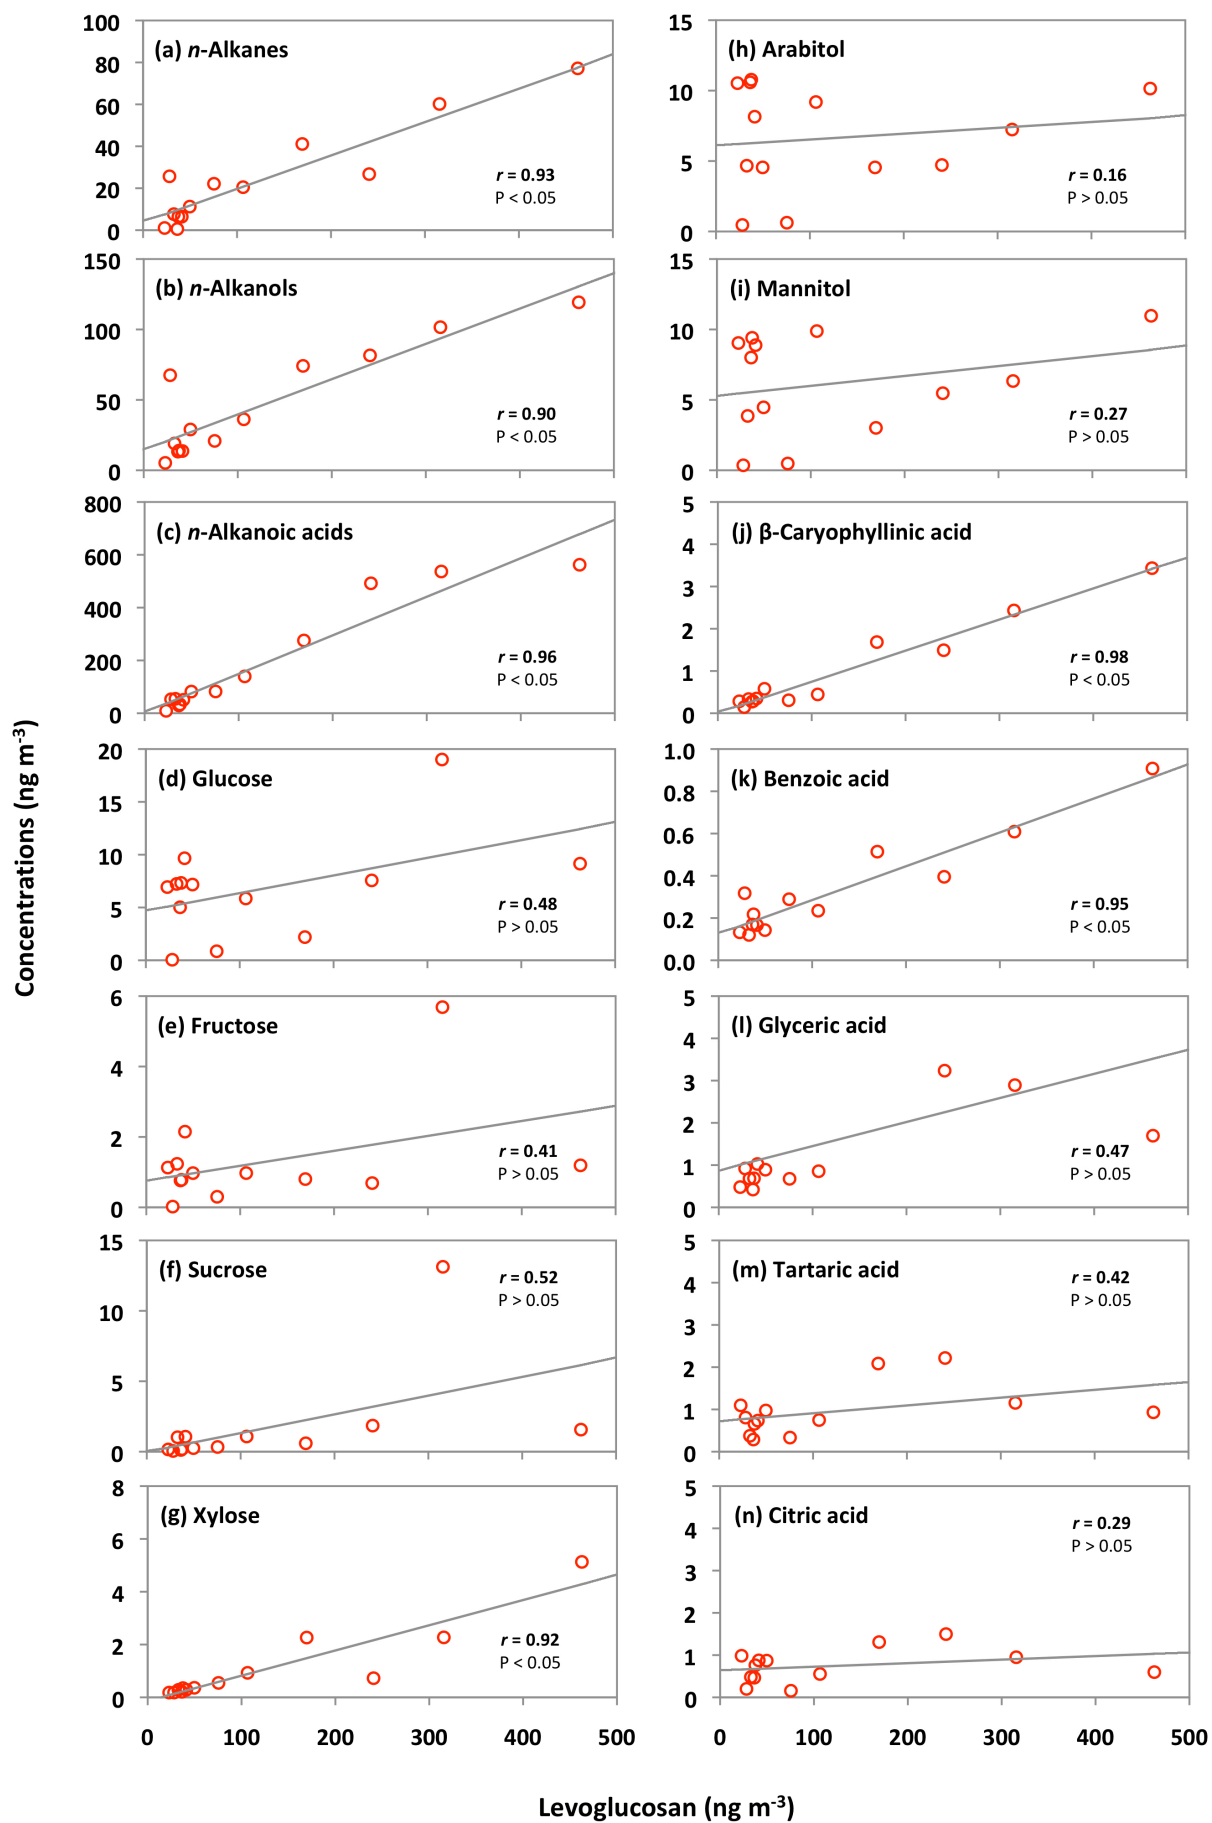 Concentrations (ng m-3)
(a) n-Alkanes
100
80
60
40
20
0
r = 0.93
P < 0.05
(b) n-Alkanols
150
100
50
0
r = 0.90
P < 0.05
(c) n-Alkanoic acids
800
600
400
200
0
r = 0.96
P < 0.05
(d) Glucose
20
15
10
5
0
r = 0.48
P > 0.05
(e) Fructose
6
4
2
0
r = 0.41
P > 0.05
(f) Sucrose
15
10
5
0
r = 0.52
P > 0.05
(g) Xylose
8
6
4
2
0
r = 0.92
P < 0.05
0 100 200 300 400 500
(h) Arabitol
15
10
5
0
r = 0.16
P > 0.05
(i) Mannitol
15
10
5
0
r = 0.27
P > 0.05
(j) β-Caryophyllinic acid
5
4
3
2
1
0
r = 0.98
P < 0.05
(k) Benzoic acid
1.0
0.8
0.6
0.4
0.2
0.0
r = 0.95
P < 0.05
(l) Glyceric acid
5
4
3
2
1
0
r = 0.47
P > 0.05
(m) Tartaric acid
5
4
3
2
1
0
r = 0.42
P > 0.05
(n) Citric acid
5
4
3
2
1
0
r = 0.29
P > 0.05
0 100 200 300 400 500
Levoglucosan (ng m-3)